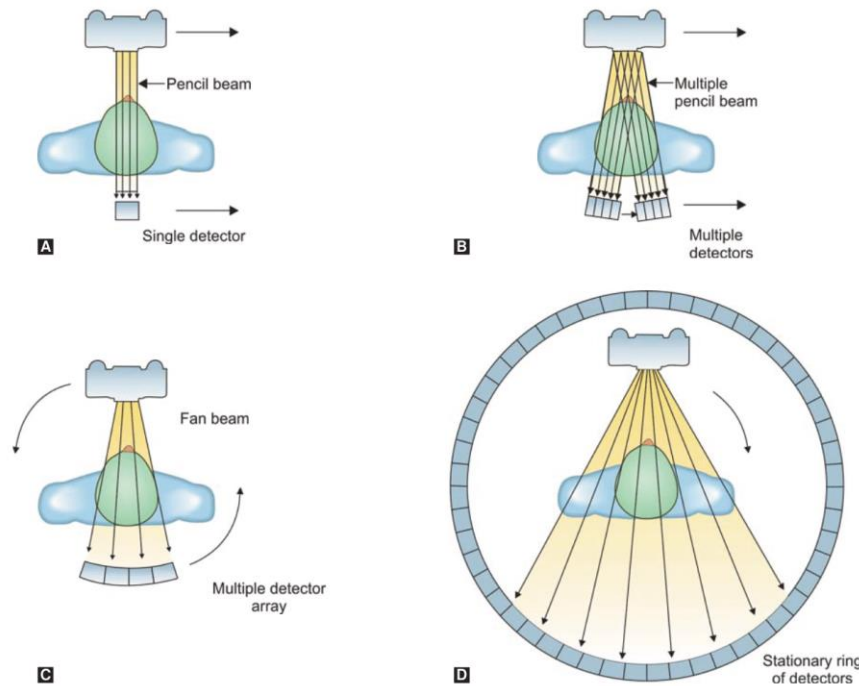 Pencil beam
Single detector
A
Multiple
pencil beam
Multiple
detectors
B
Fan beam
Multiple detector
array
C
Stationary ring
of detectors
D